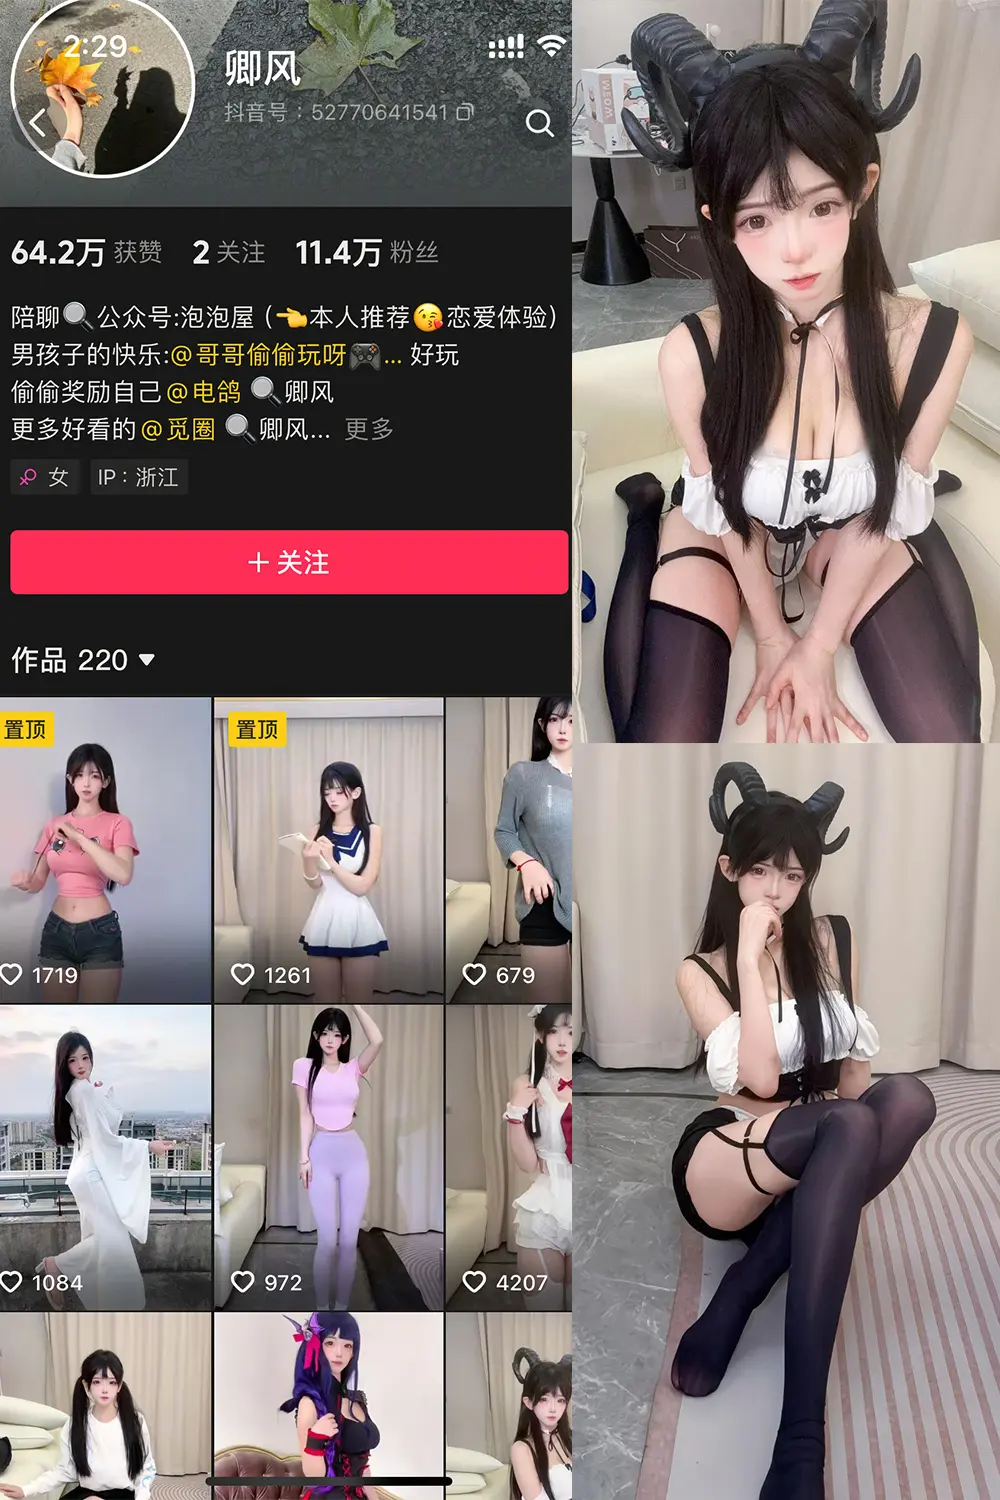 2:29
卿风
抖音号：52770641541
64.2万 获赞 2 关注 11.4万 粉丝
陪聊🔍公众号:泡泡屋（👈本人推荐😘恋爱体验)
男孩子的快乐:@哥哥偷偷玩呀🎮... 好玩
偷偷奖励自己@电鸽 🔍卿风
更多好看的@觅圈 🔍卿风... 更多
女 IP：浙江
+ 关注
作品 220
置顶 置顶
1719 1261 679
1084 972 4207
MEOW